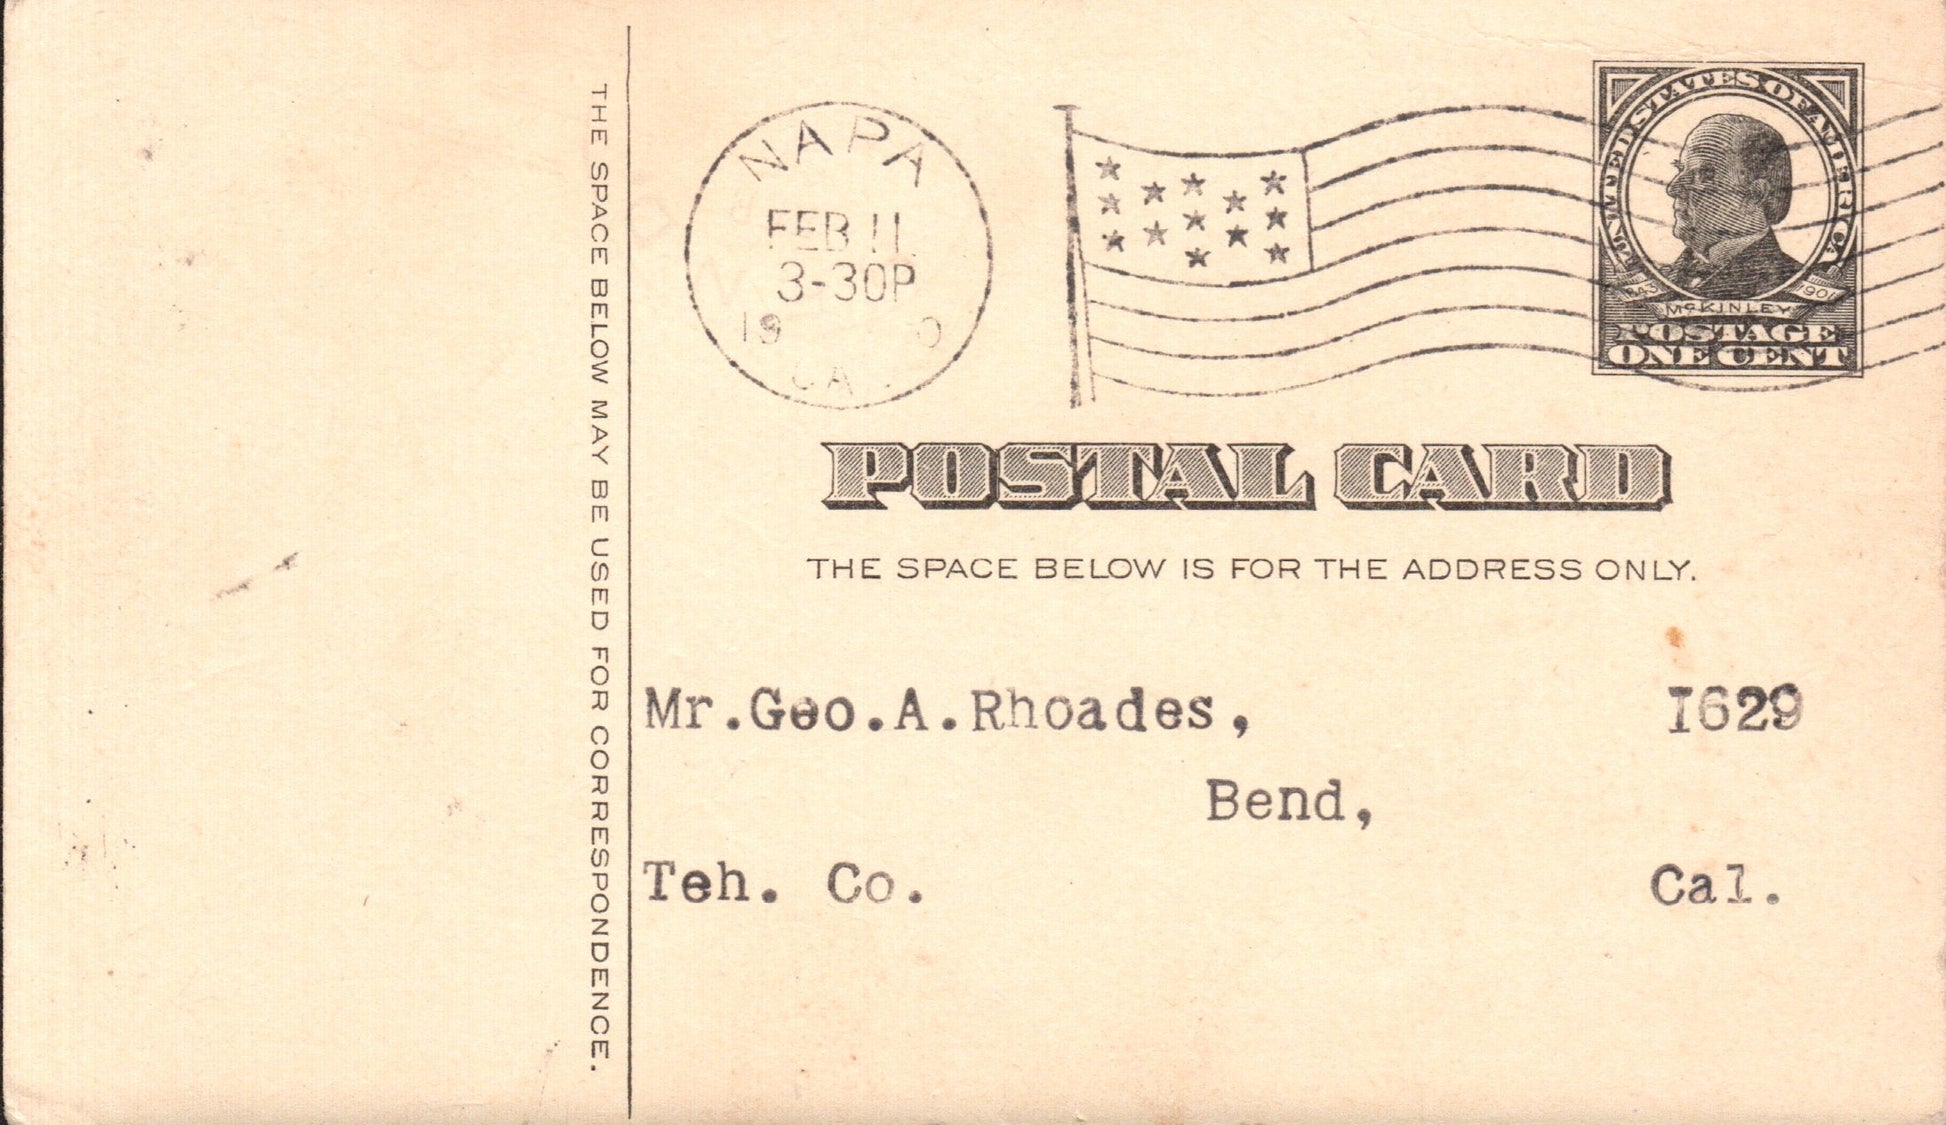 THE SPACE BELOW MAY BE USED FOR CORRESPONDENCE.
NAPA
FEB 11
3-30P
19 0
CA
UNITED STATES OF AMERICA
1843 McKINLEY 1901
POSTAGE
ONE CENT
POSTAL CARD
THE SPACE BELOW IS FOR THE ADDRESS ONLY.
Mr.Geo.A.Rhoades, I629
Bend,
Teh. Co. Cal.